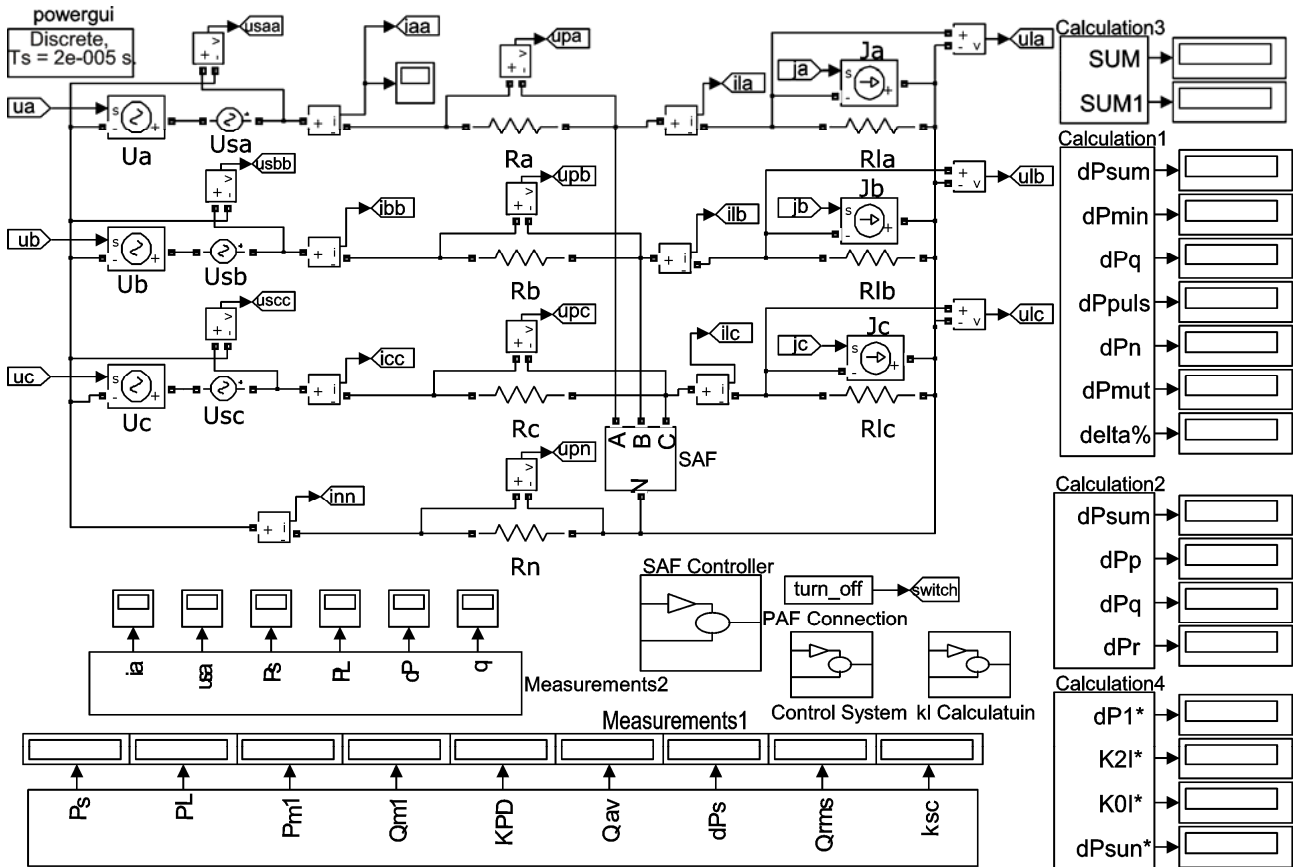 powergui
Discrete,
Ts = 2e-005 s.
usaa
iaa
upa
ula
ja
Ja
ila
ua
s
- +
Ua
Usa
Ra
Rla
usbb
ibb
upb
ilb
jb
Jb
ulb
ub
s
- +
Ub
Usb
Rb
Rlb
uscc
icc
upc
ilc
jc
Jc
ulc
uc
s
- +
Uc
Usc
Rc
Rlc
A B C
N
SAF
inn
upn
Rn
Calculation3
SUM
SUM1
Calculation1
dPsum
dPmin
dPq
dPpuls
dPn
dPmut
delta%
Calculation2
dPsum
dPp
dPq
dPr
Calculation4
dP1*
K2I*
K0I*
dPsun*
SAF Controller
turn_off
switch
PAF Connection
Control System
kl Calculatuin
ia
usa
Ps
PL
dP
q
Measurements2
Measurements1
Ps
PL
Pm1
Qm1
KPD
Qav
dPs
Qrms
ksc